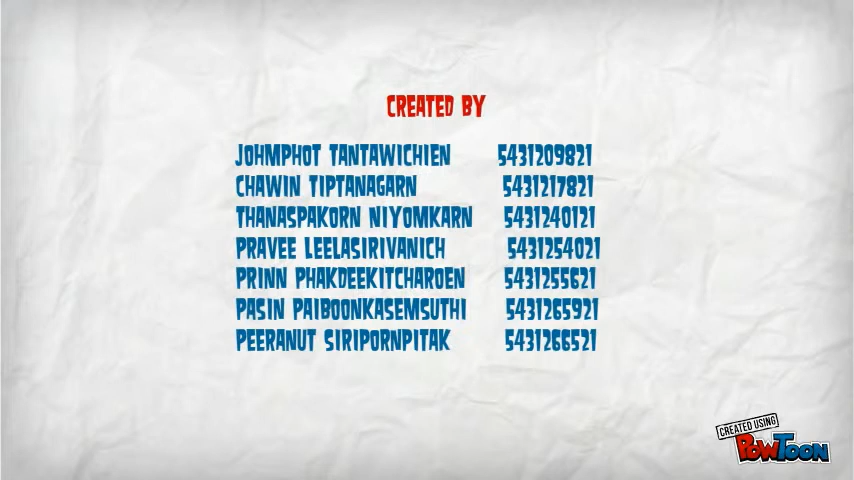 CREATED BY
JOHMPHOT TANTAWICHIEN 5431209821
CHAWIN TIPTANAGARN 5431217821
THANASPAKORN NIYOMKARN 5431240121
PRAVEE LEELASIRIVANICH 5431254021
PRINN PHAKDEEKITCHAROEN 5431255621
PASIN PAIBOONKASEMSUTHI 5431265921
PEERANUT SIRIPORNPITAK 5431266521
CREATED USING
POWTOON